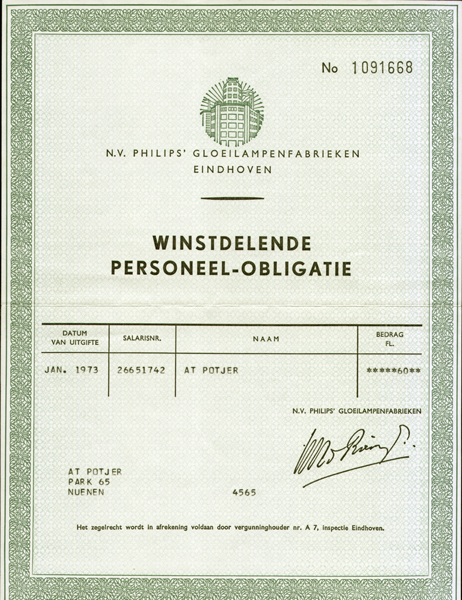 No 1091668
N.V. PHILIPS' GLOEILAMPENFABRIEKEN
EINDHOVEN
WINSTDELENDE
PERSONEEL-OBLIGATIE
DATUM VAN UITGIFTE SALARISNR. NAAM BEDRAG FL.
JAN. 1973 26651742 AT POTJER *****60**
N.V. PHILIPS' GLOEILAMPENFABRIEKEN
AT POTJER
PARK 65
NUENEN 4565
Het zegelrecht wordt in afrekening voldaan door vergunninghouder nr. A 7, inspectie Eindhoven.